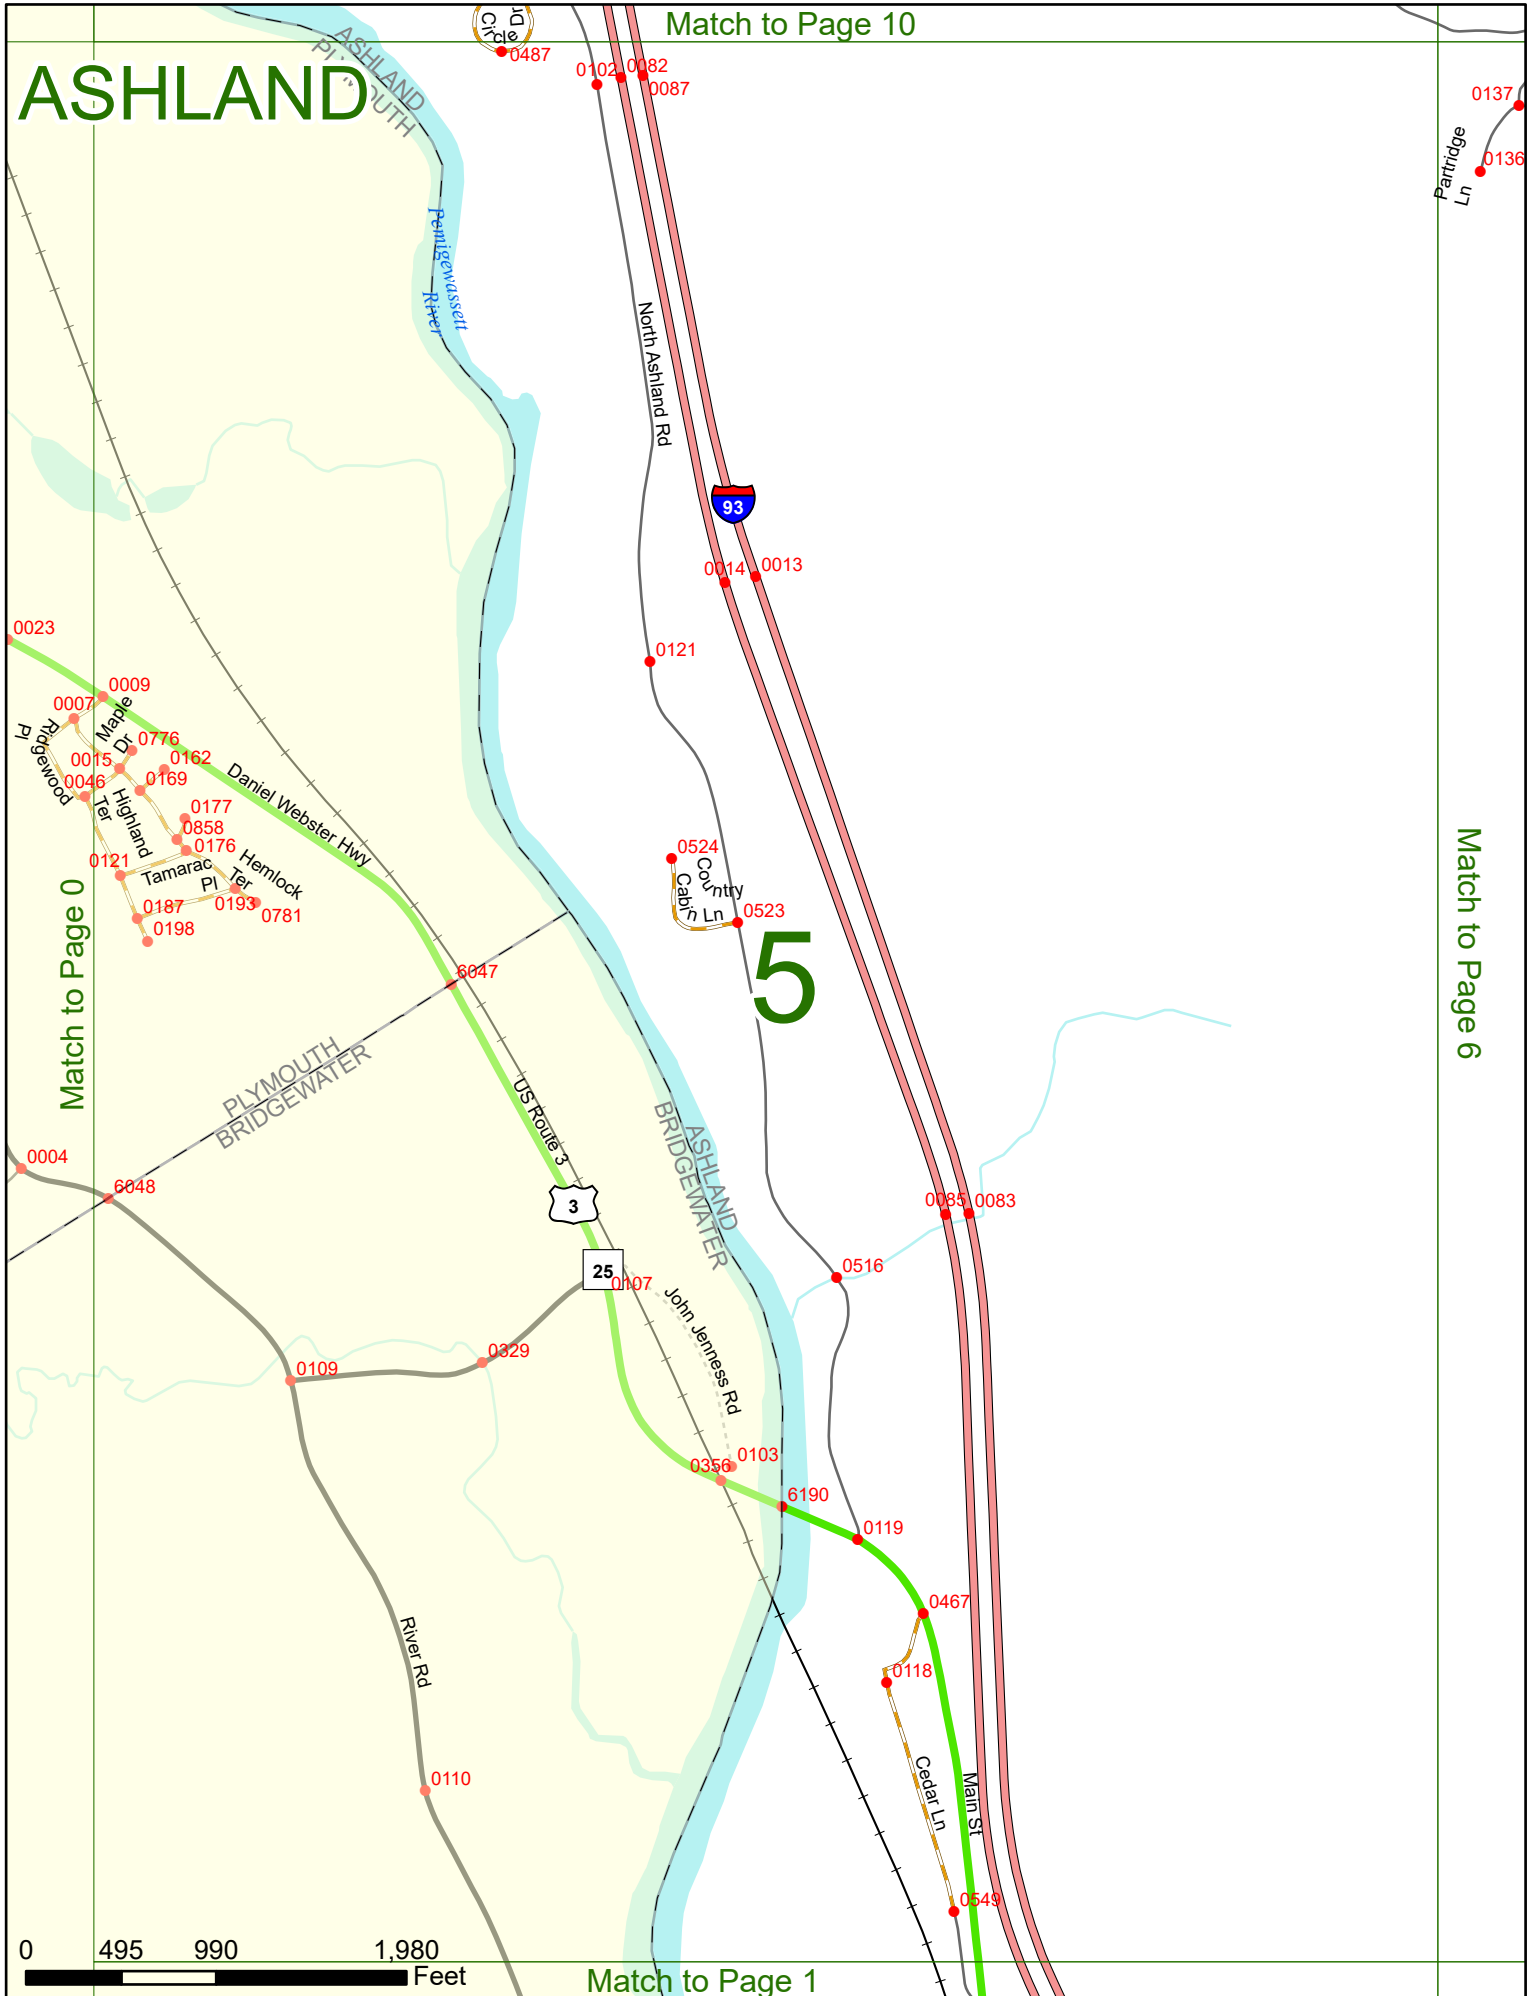 Match to Page 10
Circle Dr
0487
ASHLAND
ASHLAND
PLYMOUTH
0102
0082
0087
0137
0136
Partridge
Ln
Pemigewassett
River
North Ashland Rd
93
0014
0013
0023
0121
0009
0007
Maple
Dr
Ridgewood
Pl
0776
0015
0162
0046
0169
Ter
Highland
0177
0858
0176
Daniel Webster Hwy
0121
Tamarac
Pl
Hemlock
Ter
0187
0193
0781
0198
0524
Country
Cabin Ln
0523
5
Match to Page 0
Match to Page 6
6047
PLYMOUTH
BRIDGEWATER
US Route 3
ASHLAND
BRIDGEWATER
0004
6048
3
0085
0083
25
0107
0516
John Jenness Rd
0109
0329
0103
0356
6190
0119
0467
River Rd
0118
0110
Cedar Ln
Main St
0549
0 495 990 1,980
Feet
Match to Page 1